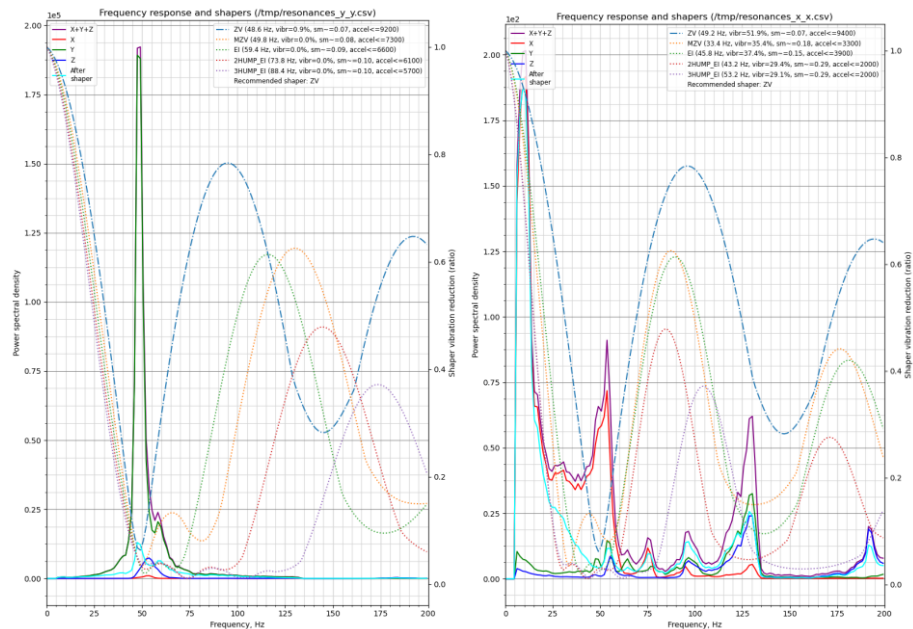 Frequency response and shapers (/tmp/resonances_y_y.csv)
1e5
X+Y+Z
X
Y
Z
After
shaper
ZV (48.6 Hz, vibr=0.9%, sm~=0.07, accel<=9200)
MZV (49.8 Hz, vibr=0.0%, sm~=0.08, accel<=7300)
EI (59.4 Hz, vibr=0.0%, sm~=0.09, accel<=6600)
2HUMP_EI (73.8 Hz, vibr=0.0%, sm~=0.10, accel<=6100)
3HUMP_EI (88.4 Hz, vibr=0.0%, sm~=0.10, accel<=5700)
Recommended shaper: ZV
2.00
1.75
1.50
1.25
1.00
0.75
0.50
0.25
0.00
Power spectral density
1.0
0.8
0.6
0.4
0.2
0.0
Shaper vibration reduction (ratio)
0 25 50 75 100 125 150 175 200
Frequency, Hz
Frequency response and shapers (/tmp/resonances_x_x.csv)
1e2
X+Y+Z
X
Y
Z
After
shaper
ZV (49.2 Hz, vibr=51.9%, sm~=0.07, accel<=9400)
MZV (33.4 Hz, vibr=35.4%, sm~=0.18, accel<=3300)
EI (45.8 Hz, vibr=37.4%, sm~=0.15, accel<=3900)
2HUMP_EI (43.2 Hz, vibr=29.4%, sm~=0.29, accel<=2000)
3HUMP_EI (53.2 Hz, vibr=29.1%, sm~=0.29, accel<=2000)
Recommended shaper: ZV
2.00
1.75
1.50
1.25
1.00
0.75
0.50
0.25
0.00
Power spectral density
1.0
0.8
0.6
0.4
0.2
0.0
Shaper vibration reduction (ratio)
0 25 50 75 100 125 150 175 200
Frequency, Hz